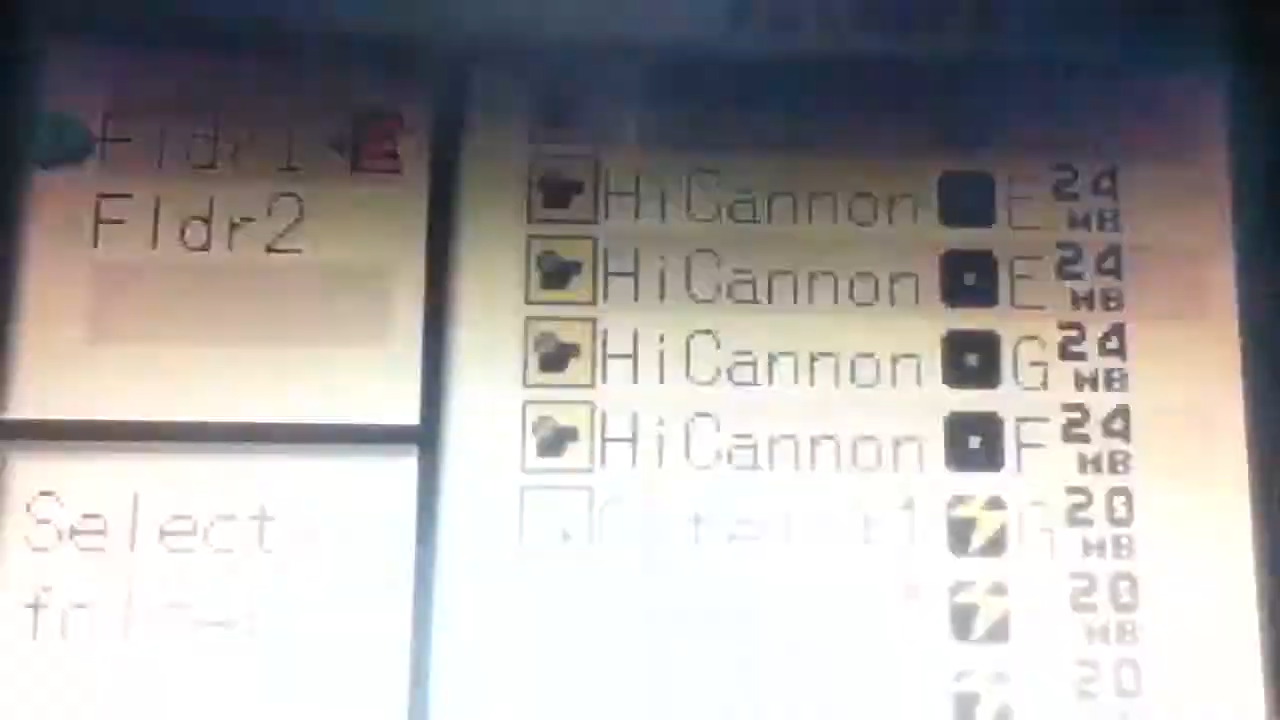 Fldr1 E
Fldr2
Select
HiCannon E 24 MB
HiCannon E 24 MB
HiCannon G 24 MB
HiCannon F 24 MB
G 20 MB
20 MB
20